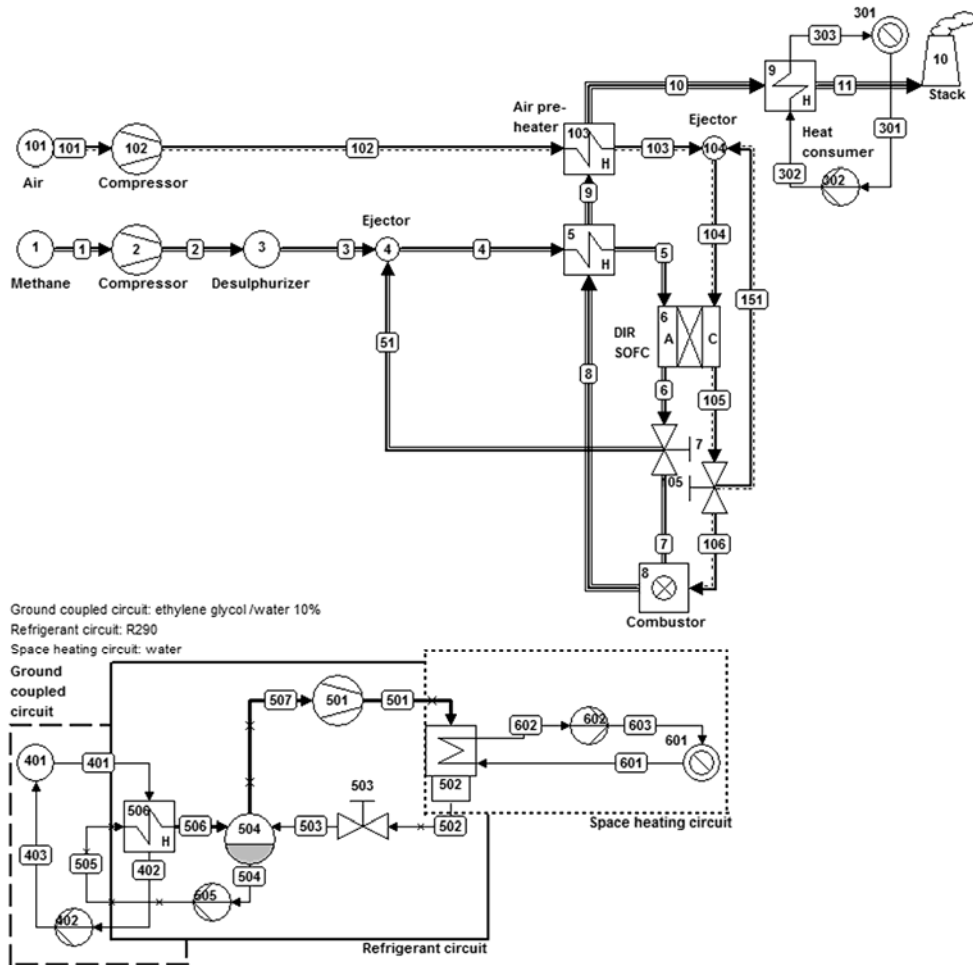 301
303
9
H
10
Stack
10
11
301
Air pre-
heater
Ejector
Heat
consumer
302
302
101
101
Air
102
Compressor
102
103
H
103
104
9
104
Ejector
1
Methane
1
2
Compressor
2
3
Desulphurizer
3
4
4
5
H
5
151
51
8
DIR
SOFC
6
A
C
6
105
7
05
7
106
8
Combustor
Ground coupled circuit: ethylene glycol /water 10%
Refrigerant circuit: R290
Space heating circuit: water
Ground
coupled
circuit
507
501
501
602
602
603
601
601
502
502
503
503
Space heating circuit
401
401
506
H
506
504
504
505
505
402
402
403
Refrigerant circuit